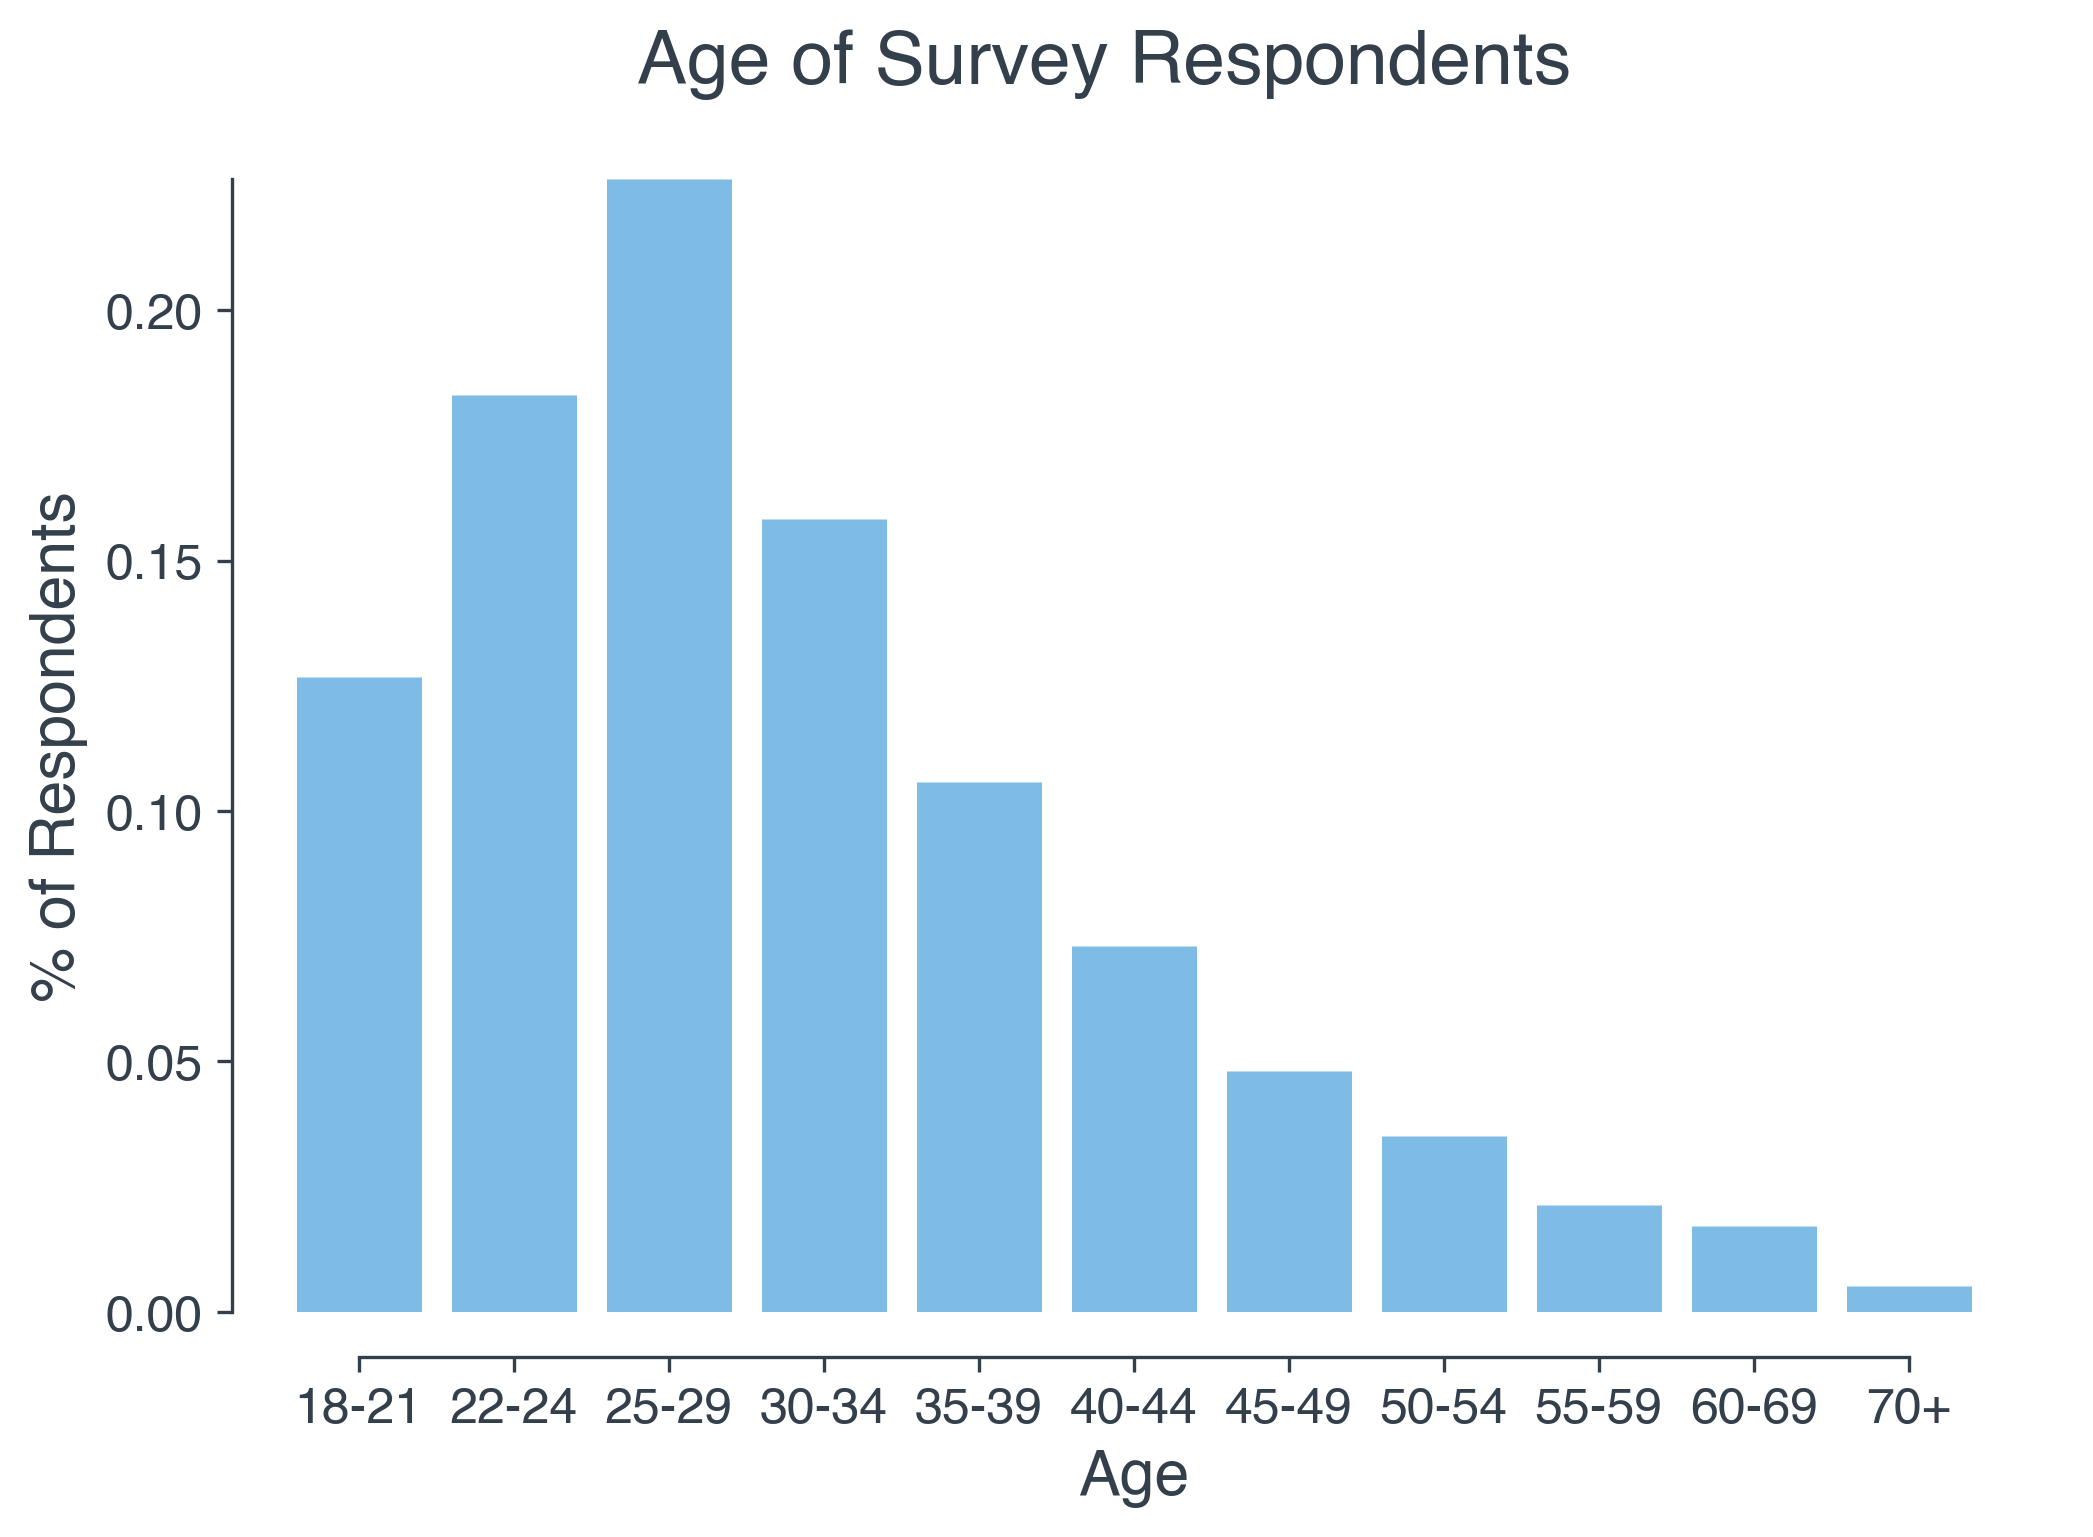 Age of Survey Respondents
% of Respondents
0.20
0.15
0.10
0.05
0.00
18-21 22-24 25-29 30-34 35-39 40-44 45-49 50-54 55-59 60-69 70+
Age